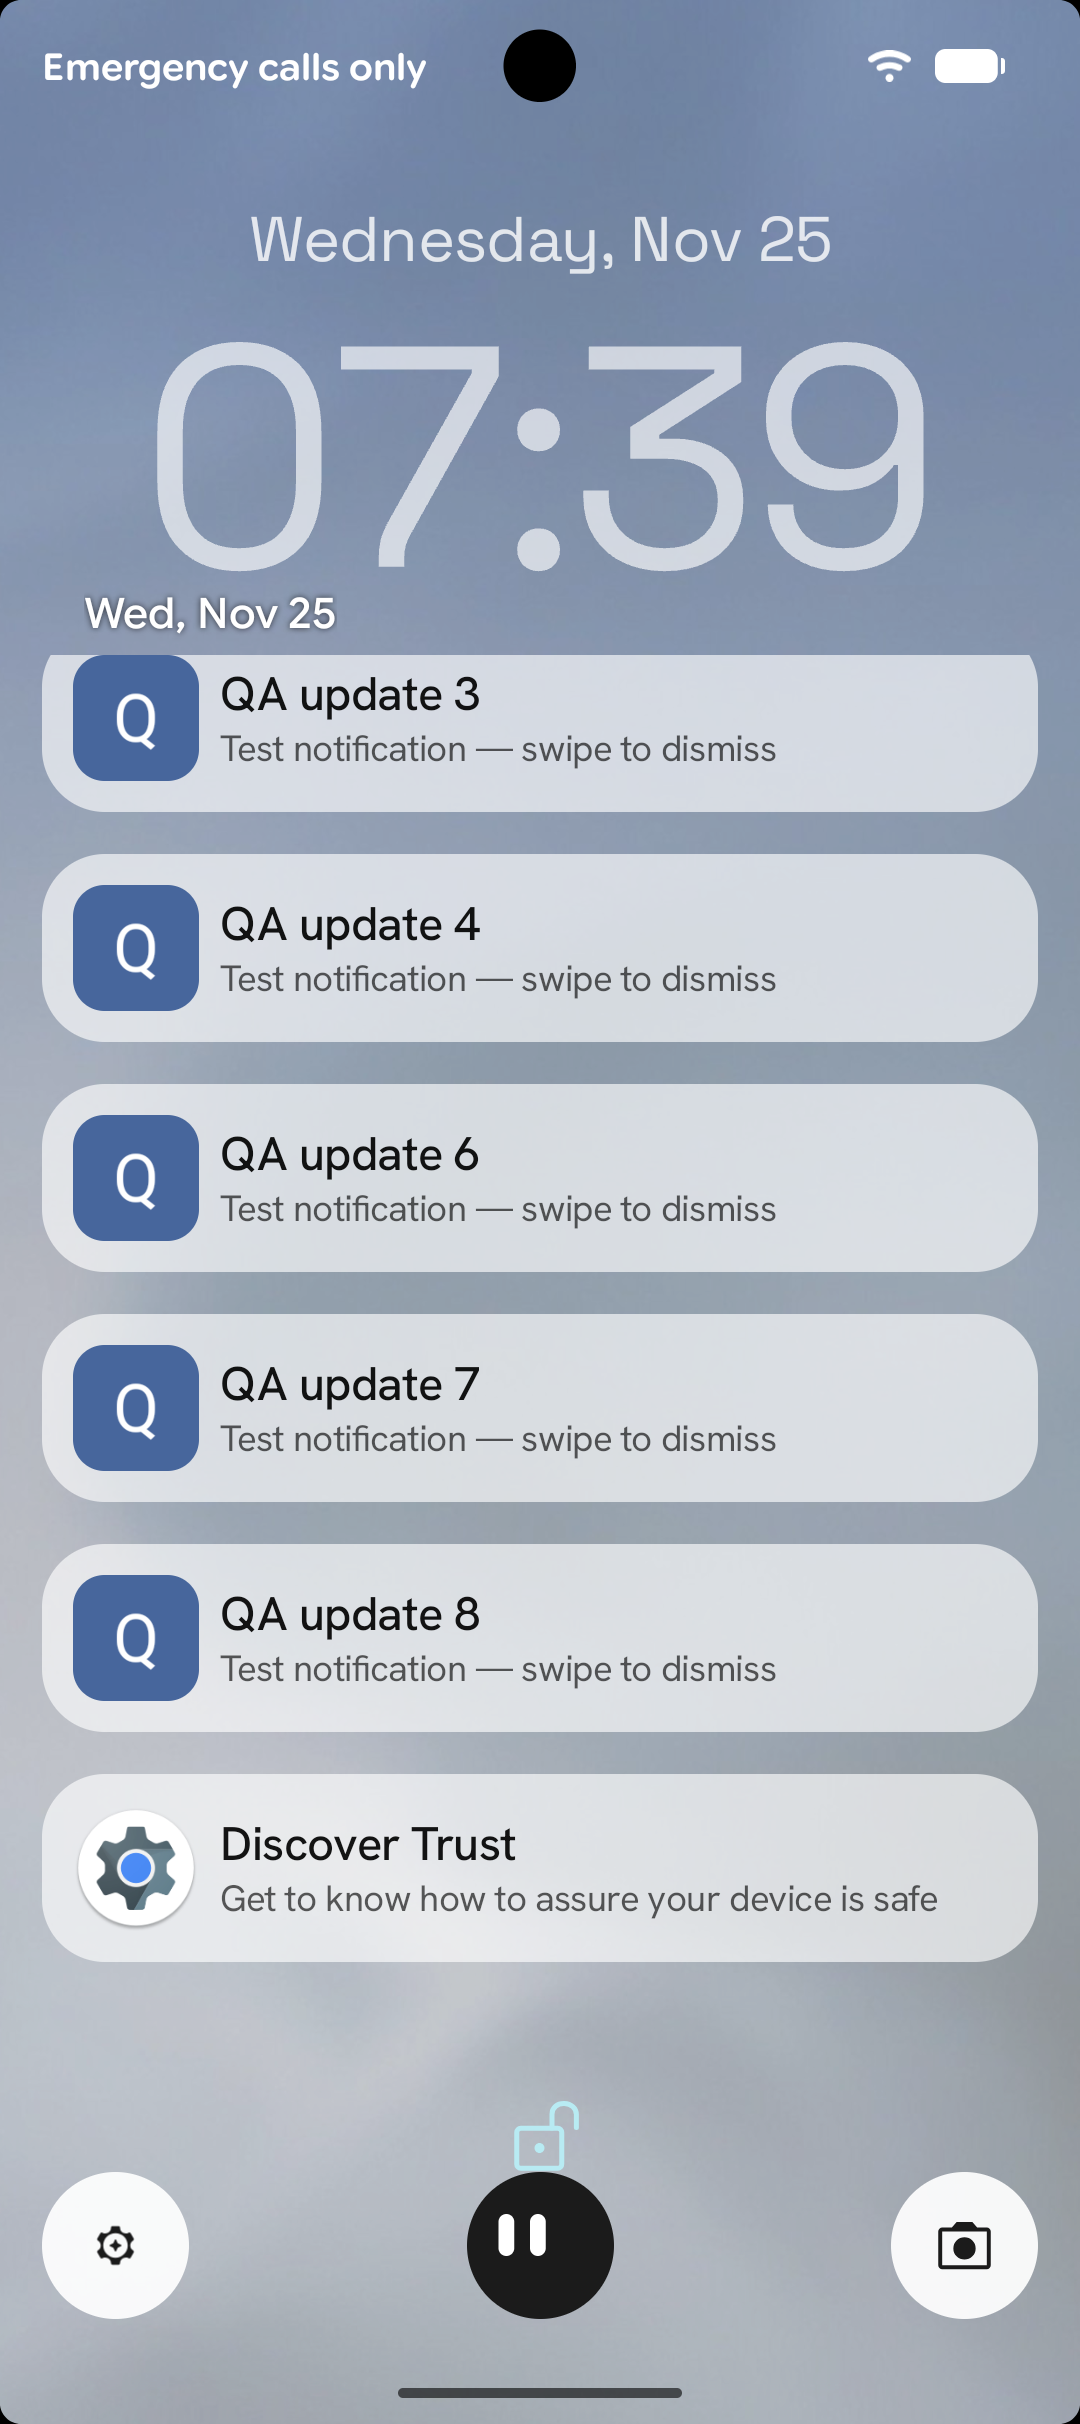 Emergency calls only
Wednesday, Nov 25
07:39
Wed, Nov 25
Q
QA update 3
Test notification — swipe to dismiss
Q
QA update 4
Test notification — swipe to dismiss
Q
QA update 6
Test notification — swipe to dismiss
Q
QA update 7
Test notification — swipe to dismiss
Q
QA update 8
Test notification — swipe to dismiss
Discover Trust
Get to know how to assure your device is safe